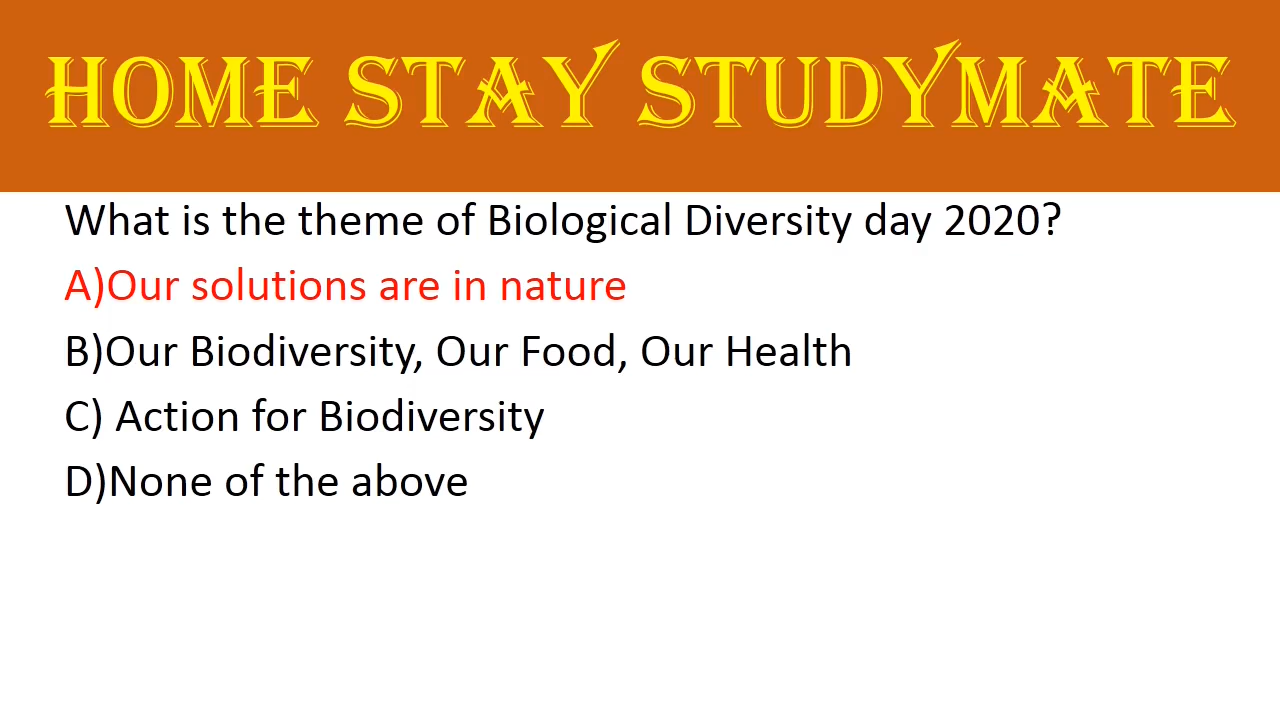 HOME STAY STUDYMATE
What is the theme of Biological Diversity day 2020?
A)Our solutions are in nature
B)Our Biodiversity, Our Food, Our Health
C) Action for Biodiversity
D)None of the above